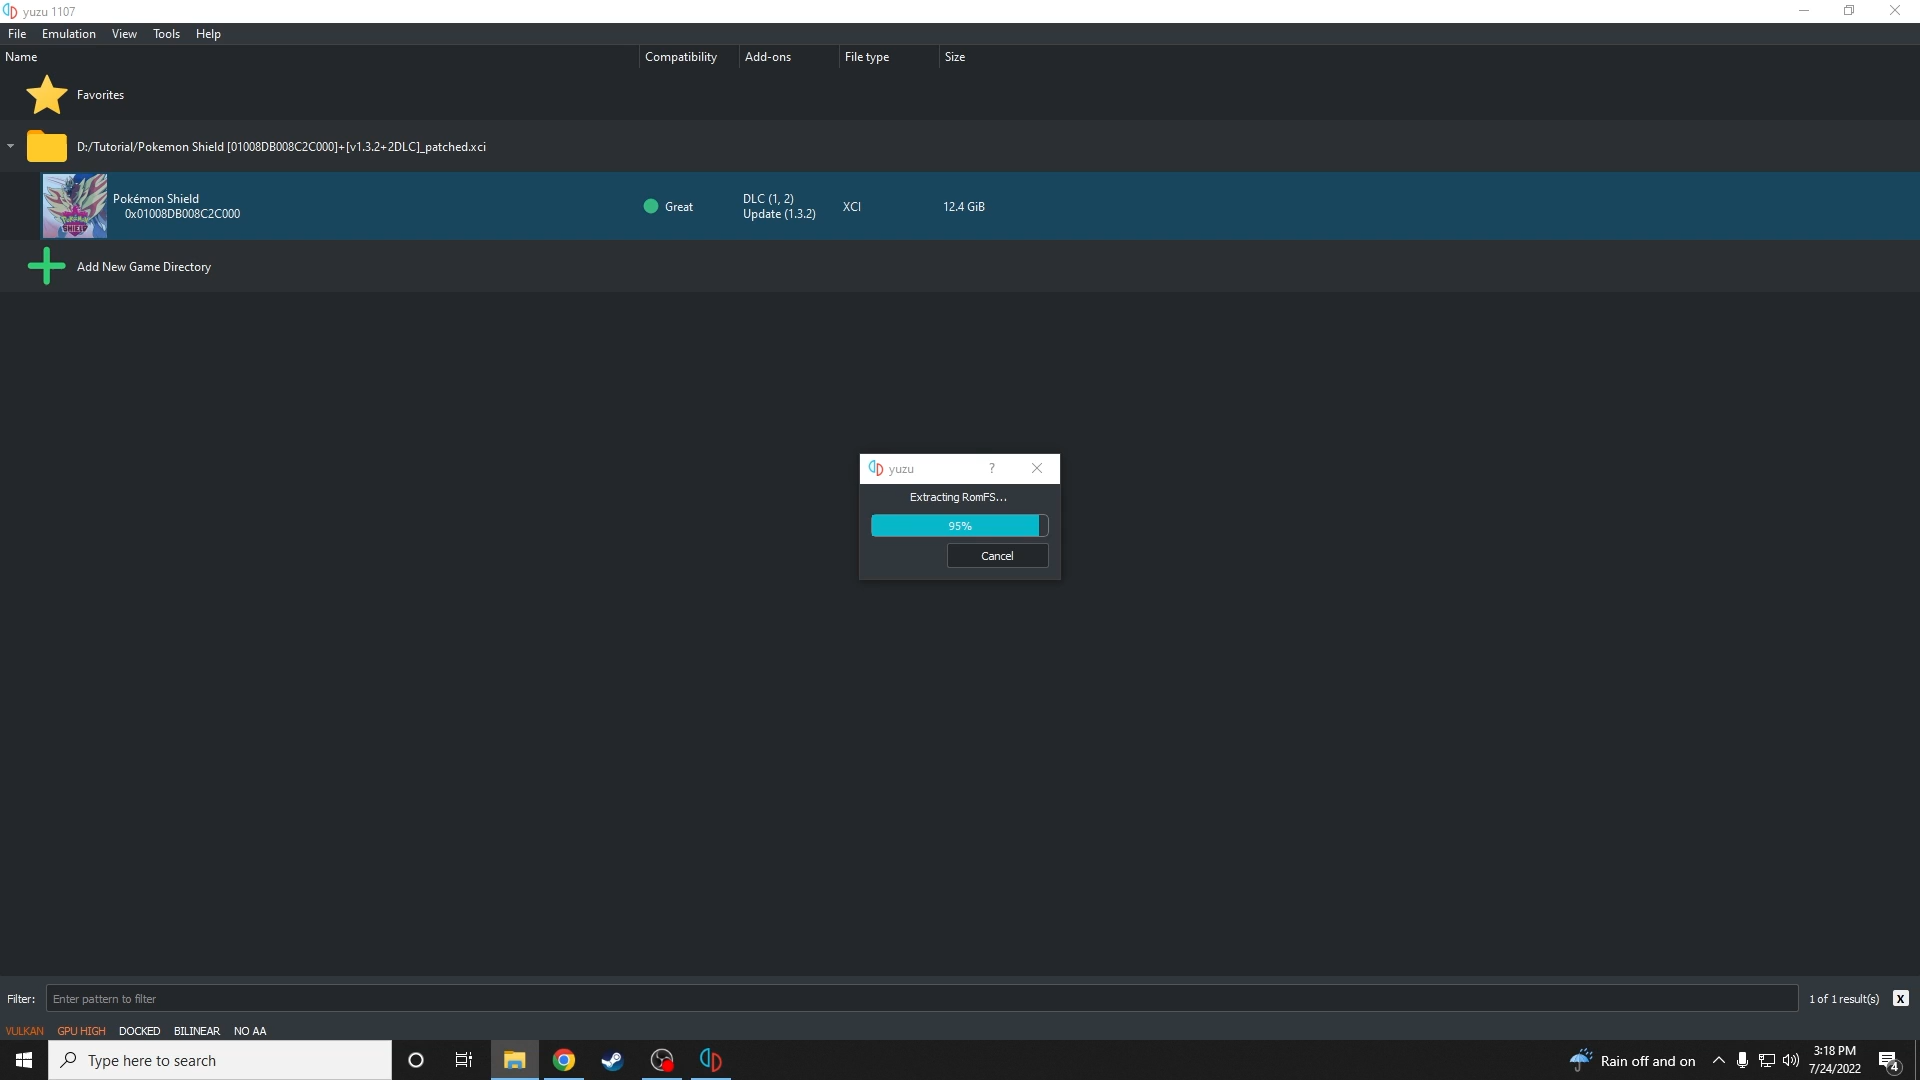 yuzu 1107
File Emulation View Tools Help
Name Compatibility Add-ons File type Size
Favorites
D:/Tutorial/Pokemon Shield [01008DB008C2C000]+[v1.3.2+2DLC]_patched.xci
Pokémon Shield
0x01008DB008C2C000
Great
DLC (1, 2)
Update (1.3.2)
XCI
12.4 GiB
SHIELD
Add New Game Directory
yuzu ?
Extracting RomFS...
95%
Cancel
Filter: Enter pattern to filter 1 of 1 result(s) X
VULKAN GPU HIGH DOCKED BILINEAR NO AA
Type here to search
Rain off and on
3:18 PM
7/24/2022
4